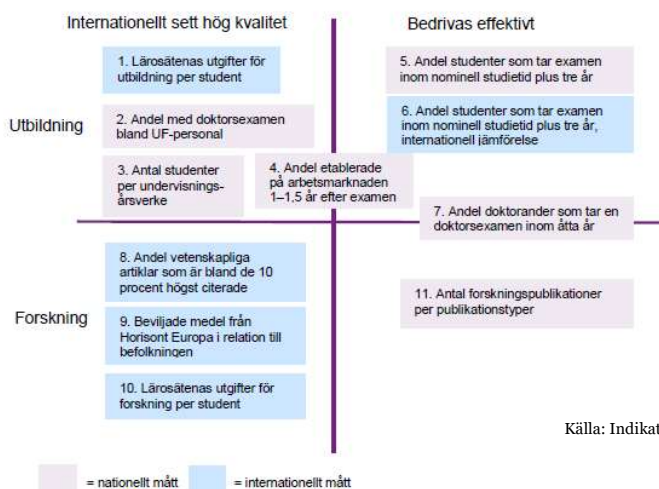 Internationellt sett hög kvalitet
Bedrivas effektivt
Utbildning
1. Lärosätenas utgifter för
utbildning per student
2. Andel med doktorsexamen
bland UF-personal
3. Antal studenter
per undervisnings-
årsverke
4. Andel etablerade
på arbetsmarknaden
1–1,5 år efter examen
5. Andel studenter som tar examen
inom nominell studietid plus tre år
6. Andel studenter som tar examen
inom nominell studietid plus tre år,
internationell jämförelse
7. Andel doktorander som tar en
doktorsexamen inom åtta år
Forskning
8. Andel vetenskapliga
artiklar som är bland de 10
procent högst citerade
9. Beviljade medel från
Horisont Europa i relation till
befolkningen
10. Lärosätenas utgifter för
forskning per student
11. Antal forskningspublikationer
per publikationstyper
Källa: Indikat
= nationellt mått
= internationellt mått